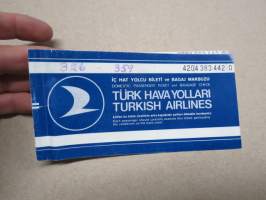 326 - 354
4204 383 442 0
İÇ HAT YOLCU BİLETİ ve BAGAJ MAKBUZU
DOMESTIC PASSENGER TICKET and BAGGAGE CHECK
TÜRK HAVA YOLLARI
TURKISH AIRLINES